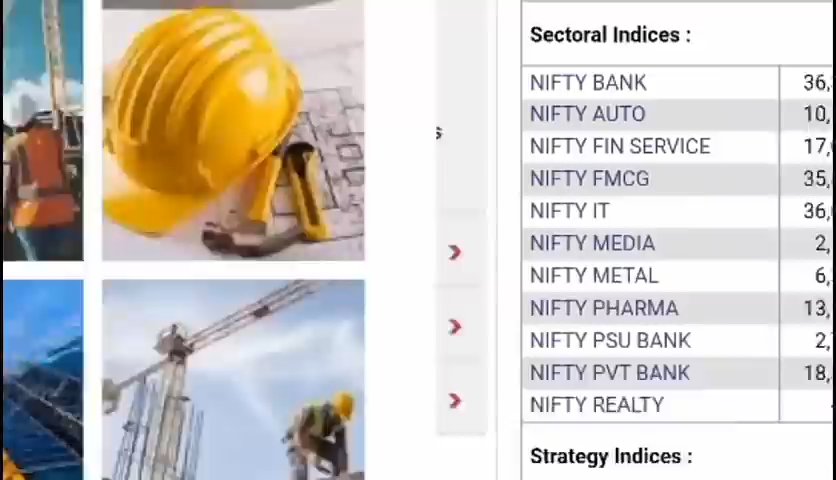 s
Sectoral Indices :
NIFTY BANK 36,
NIFTY AUTO 10,
NIFTY FIN SERVICE 17,
NIFTY FMCG 35,
NIFTY IT 36,
NIFTY MEDIA 2,
NIFTY METAL 6,
NIFTY PHARMA 13,
NIFTY PSU BANK 2,
NIFTY PVT BANK 18,
NIFTY REALTY
Strategy Indices :